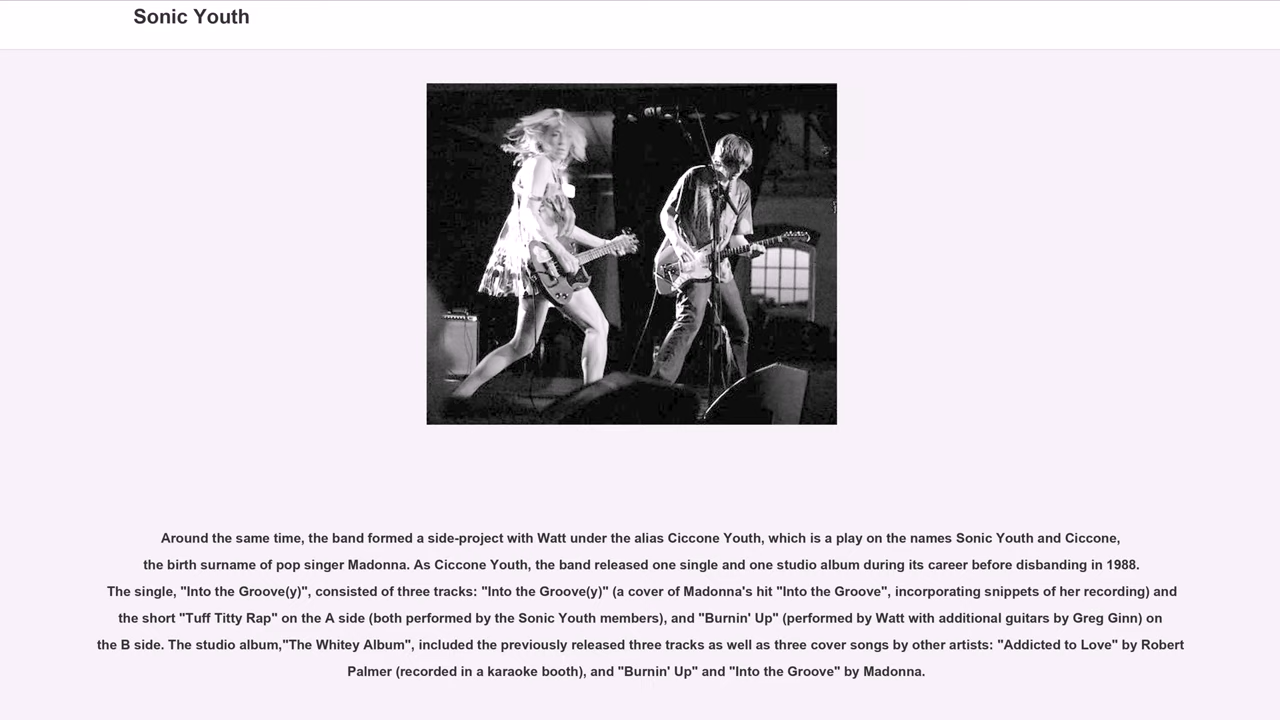 Sonic Youth
Around the same time, the band formed a side-project with Watt under the alias Ciccone Youth, which is a play on the names Sonic Youth and Ciccone,
the birth surname of pop singer Madonna. As Ciccone Youth, the band released one single and one studio album during its career before disbanding in 1988.
The single, "Into the Groove(y)", consisted of three tracks: "Into the Groove(y)" (a cover of Madonna's hit "Into the Groove", incorporating snippets of her recording) and
the short "Tuff Titty Rap" on the A side (both performed by the Sonic Youth members), and "Burnin' Up" (performed by Watt with additional guitars by Greg Ginn) on
the B side. The studio album,"The Whitey Album", included the previously released three tracks as well as three cover songs by other artists: "Addicted to Love" by Robert
Palmer (recorded in a karaoke booth), and "Burnin' Up" and "Into the Groove" by Madonna.